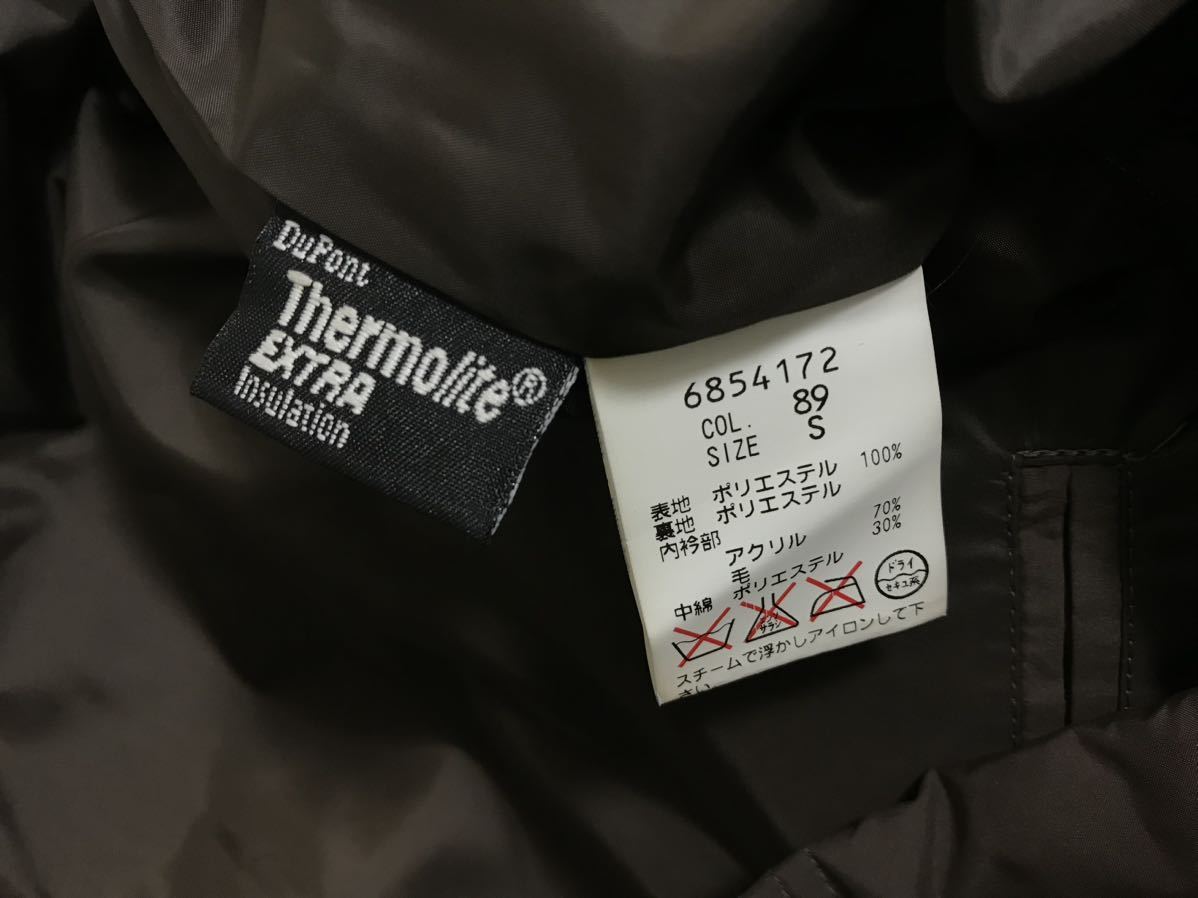 DuPont
Thermolite®
EXTRA
Insulation
6854172
COL. 89
SIZE S
表地 ポリエステル 100%
裏地 ポリエステル
内衿部
アクリル 70%
毛 30%
中綿 ポリエステル
エンソ
サラシ
ドライ
セキユ系
スチームで浮かしアイロンして下
さい